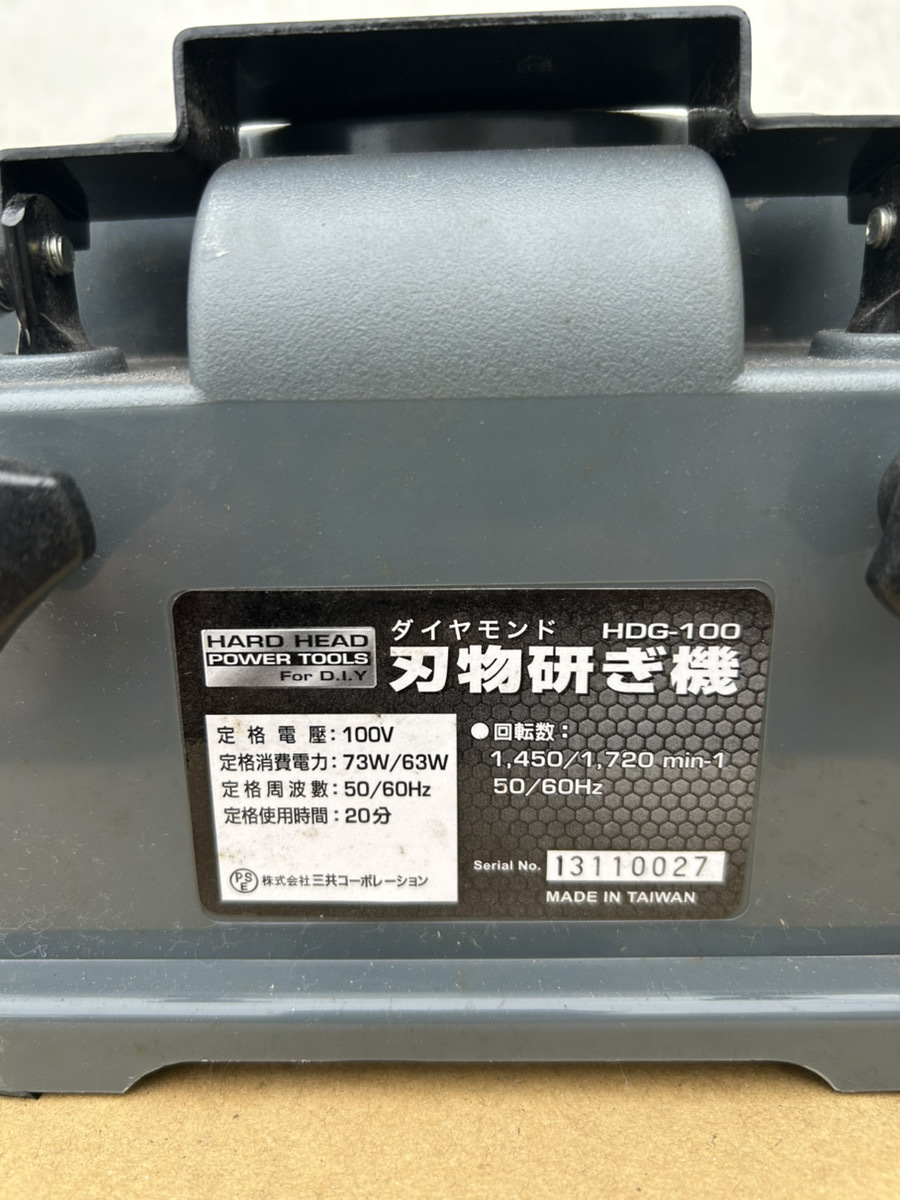 HARD HEAD
POWER TOOLS
For D.I.Y
ダイヤモンド HDG-100
刃物研ぎ機
定格電壓:100V
定格消費電力:73W/63W
定格周波數:50/60Hz
定格使用時間:20分
PSE 株式会社三共コーポレーション
●回転数:
1,450/1,720 min-1
50/60Hz
Serial No. 13110027
MADE IN TAIWAN